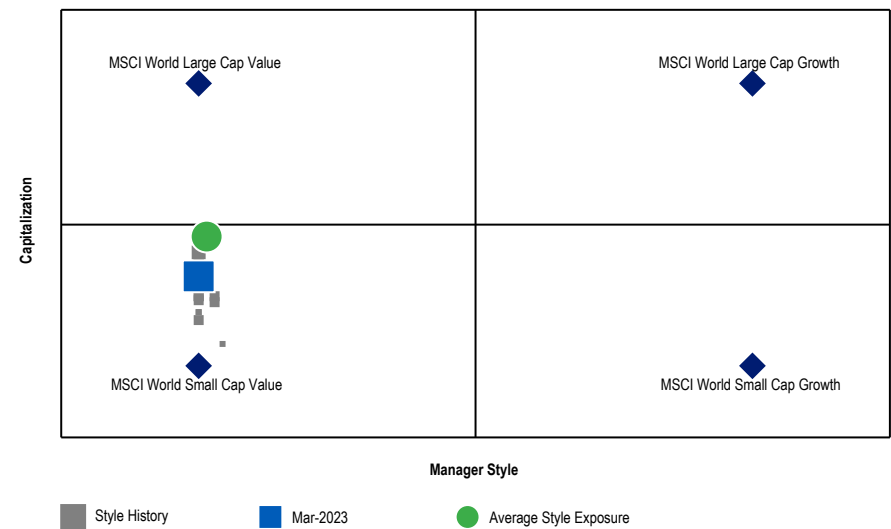 MSCI World Large Cap Value
MSCI World Large Cap Growth
Capitalization
MSCI World Small Cap Value
MSCI World Small Cap Growth
Manager Style
Style History
Mar-2023
Average Style Exposure